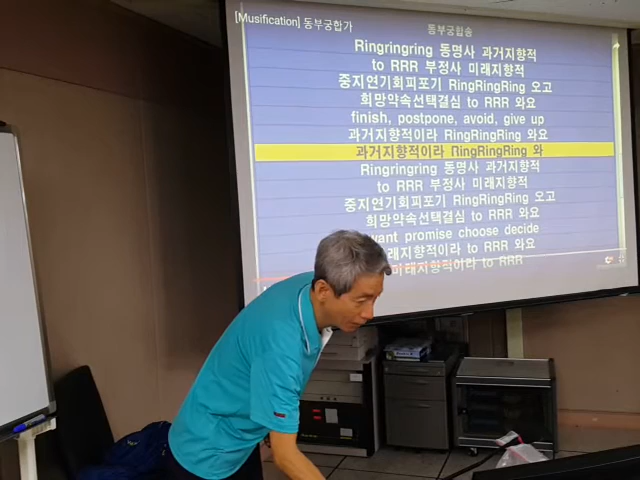 [Musification] 동부궁합가
동부궁합송
Ringringring 동명사 과거지향적
to RRR 부정사 미래지향적
중지연기회피포기 RingRingRing 오고
희망약속선택결심 to RRR 와요
finish, postpone, avoid, give up
과거지향적이라 RingRingRing 와요
과거지향적이라 RingRingRing 와
Ringringring 동명사 과거지향적
to RRR 부정사 미래지향적
중지연기회피포기 RingRingRing 오고
희망약속선택결심 to RRR 와요
want promise choose decide
래지향적이라 to RRR 와요
미래지향적이라 to RRR